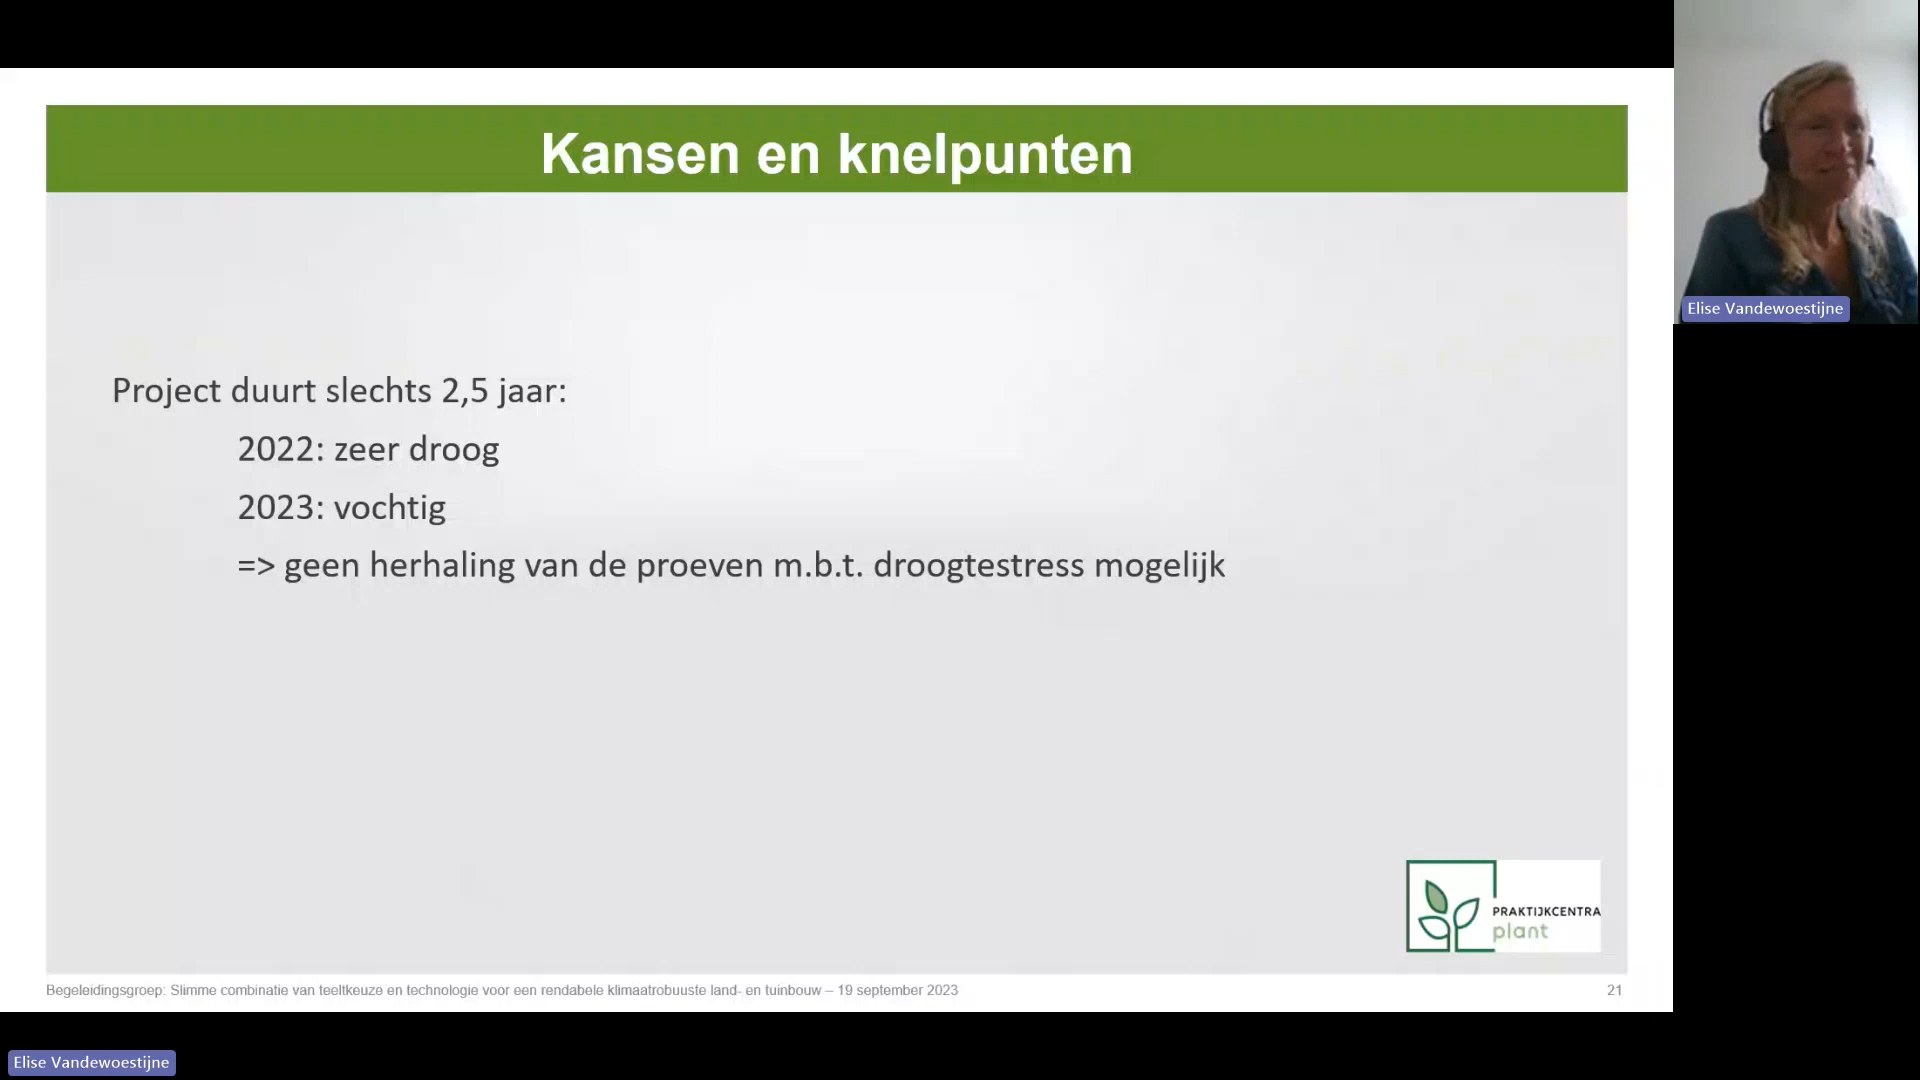 Kansen en knelpunten
Elise Vandewoestijne
Project duurt slechts 2,5 jaar:
2022: zeer droog
2023: vochtig
=> geen herhaling van de proeven m.b.t. droogtestress mogelijk
PRAKTIJKCENTRA
plant
Begeleidingsgroep: Slimme combinatie van teeltkeuze en technologie voor een rendabele klimaatrobuuste land- en tuinbouw – 19 september 2023
21
Elise Vandewoestijne